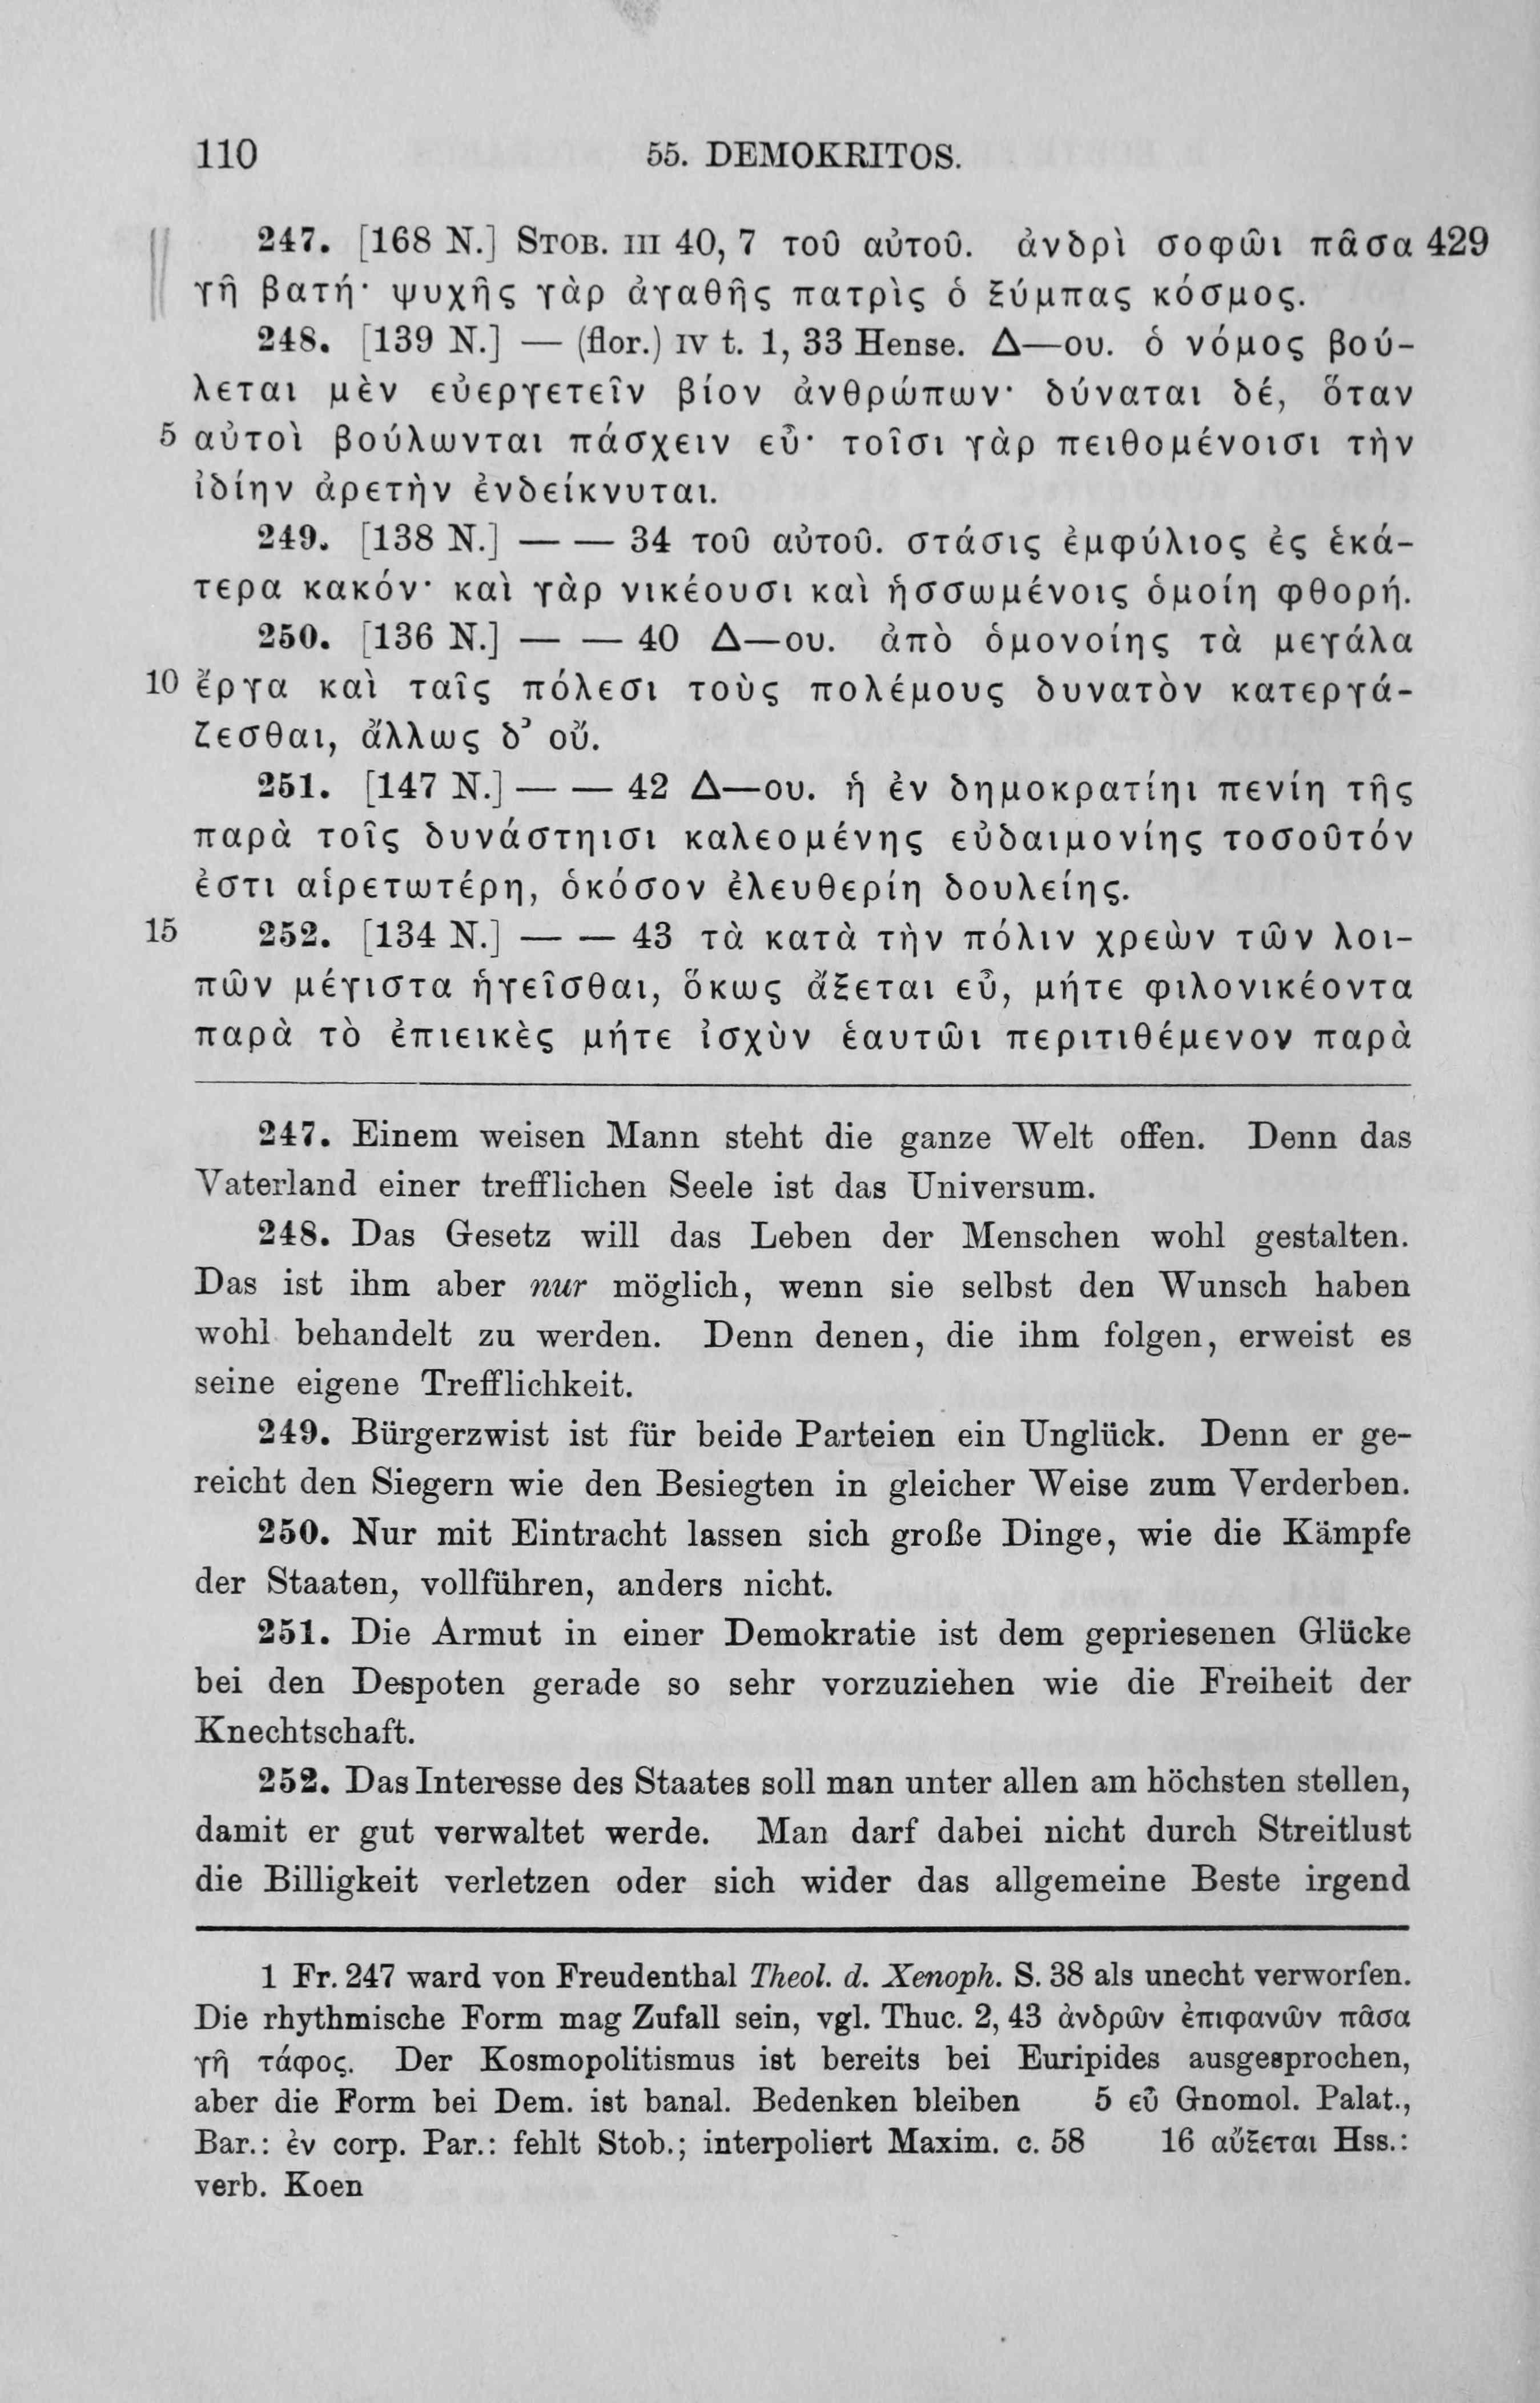 110 55. DEMOKRITOS.
247. [168 N.] STOB. III 40, 7 τοῦ αὐτοῦ. ἀνδρὶ σοφῶι πᾶσα 429
γῆ βατή· ψυχῆς γὰρ ἀγαθῆς πατρὶς ὁ ξύμπας κόσμος.
248. [139 N.] — (flor.) IV t. 1, 33 Hense. Δ—ου. ὁ νόμος βού-
λεται μὲν εὐεργετεῖν βίον ἀνθρώπων· δύναται δέ, ὅταν
5 αὐτοὶ βούλωνται πάσχειν εὖ· τοῖσι γὰρ πειθομένοισι τὴν
ἰδίην ἀρετὴν ἐνδείκνυται.
249. [138 N.] — — 34 τοῦ αὐτοῦ. στάσις ἐμφύλιος ἐς ἑκά-
τερα κακόν· καὶ γὰρ νικέουσι καὶ ἡσσωμένοις ὁμοίη φθορή.
250. [136 N.] — — 40 Δ—ου. ἀπὸ ὁμονοίης τὰ μεγάλα
10 ἔργα καὶ ταῖς πόλεσι τοὺς πολέμους δυνατὸν κατεργά-
ζεσθαι, ἄλλως δ' οὔ.
251. [147 N.] — — 42 Δ—ου. ἡ ἐν δημοκρατίηι πενίη τῆς
παρὰ τοῖς δυνάστηισι καλεομένης εὐδαιμονίης τοσοῦτόν
ἐστι αἱρετωτέρη, ὁκόσον ἐλευθερίη δουλείης.
15 252. [134 N.] — — 43 τὰ κατὰ τὴν πόλιν χρεὼν τῶν λοι-
πῶν μέγιστα ἡγεῖσθαι, ὅκως ἄξεται εὖ, μήτε φιλονικέοντα
παρὰ τὸ ἐπιεικὲς μήτε ἰσχὺν ἑαυτῶι περιτιθέμενον παρὰ
247. Einem weisen Mann steht die ganze Welt offen. Denn das
Vaterland einer trefflichen Seele ist das Universum.
248. Das Gesetz will das Leben der Menschen wohl gestalten.
Das ist ihm aber nur möglich, wenn sie selbst den Wunsch haben
wohl behandelt zu werden. Denn denen, die ihm folgen, erweist es
seine eigene Trefflichkeit.
249. Bürgerzwist ist für beide Parteien ein Unglück. Denn er ge-
reicht den Siegern wie den Besiegten in gleicher Weise zum Verderben.
250. Nur mit Eintracht lassen sich große Dinge, wie die Kämpfe
der Staaten, vollführen, anders nicht.
251. Die Armut in einer Demokratie ist dem gepriesenen Glücke
bei den Despoten gerade so sehr vorzuziehen wie die Freiheit der
Knechtschaft.
252. Das Interesse des Staates soll man unter allen am höchsten stellen,
damit er gut verwaltet werde. Man darf dabei nicht durch Streitlust
die Billigkeit verletzen oder sich wider das allgemeine Beste irgend
1 Fr. 247 ward von Freudenthal Theol. d. Xenoph. S. 38 als unecht verworfen.
Die rhythmische Form mag Zufall sein, vgl. Thuc. 2, 43 ἀνδρῶν ἐπιφανῶν πᾶσα
γῆ τάφος. Der Kosmopolitismus ist bereits bei Euripides ausgesprochen,
aber die Form bei Dem. ist banal. Bedenken bleiben 5 εὖ Gnomol. Palat.,
Bar.: ἐν corp. Par.: fehlt Stob.; interpoliert Maxim. c. 58 16 αὔξεται Hss.:
verb. Koen